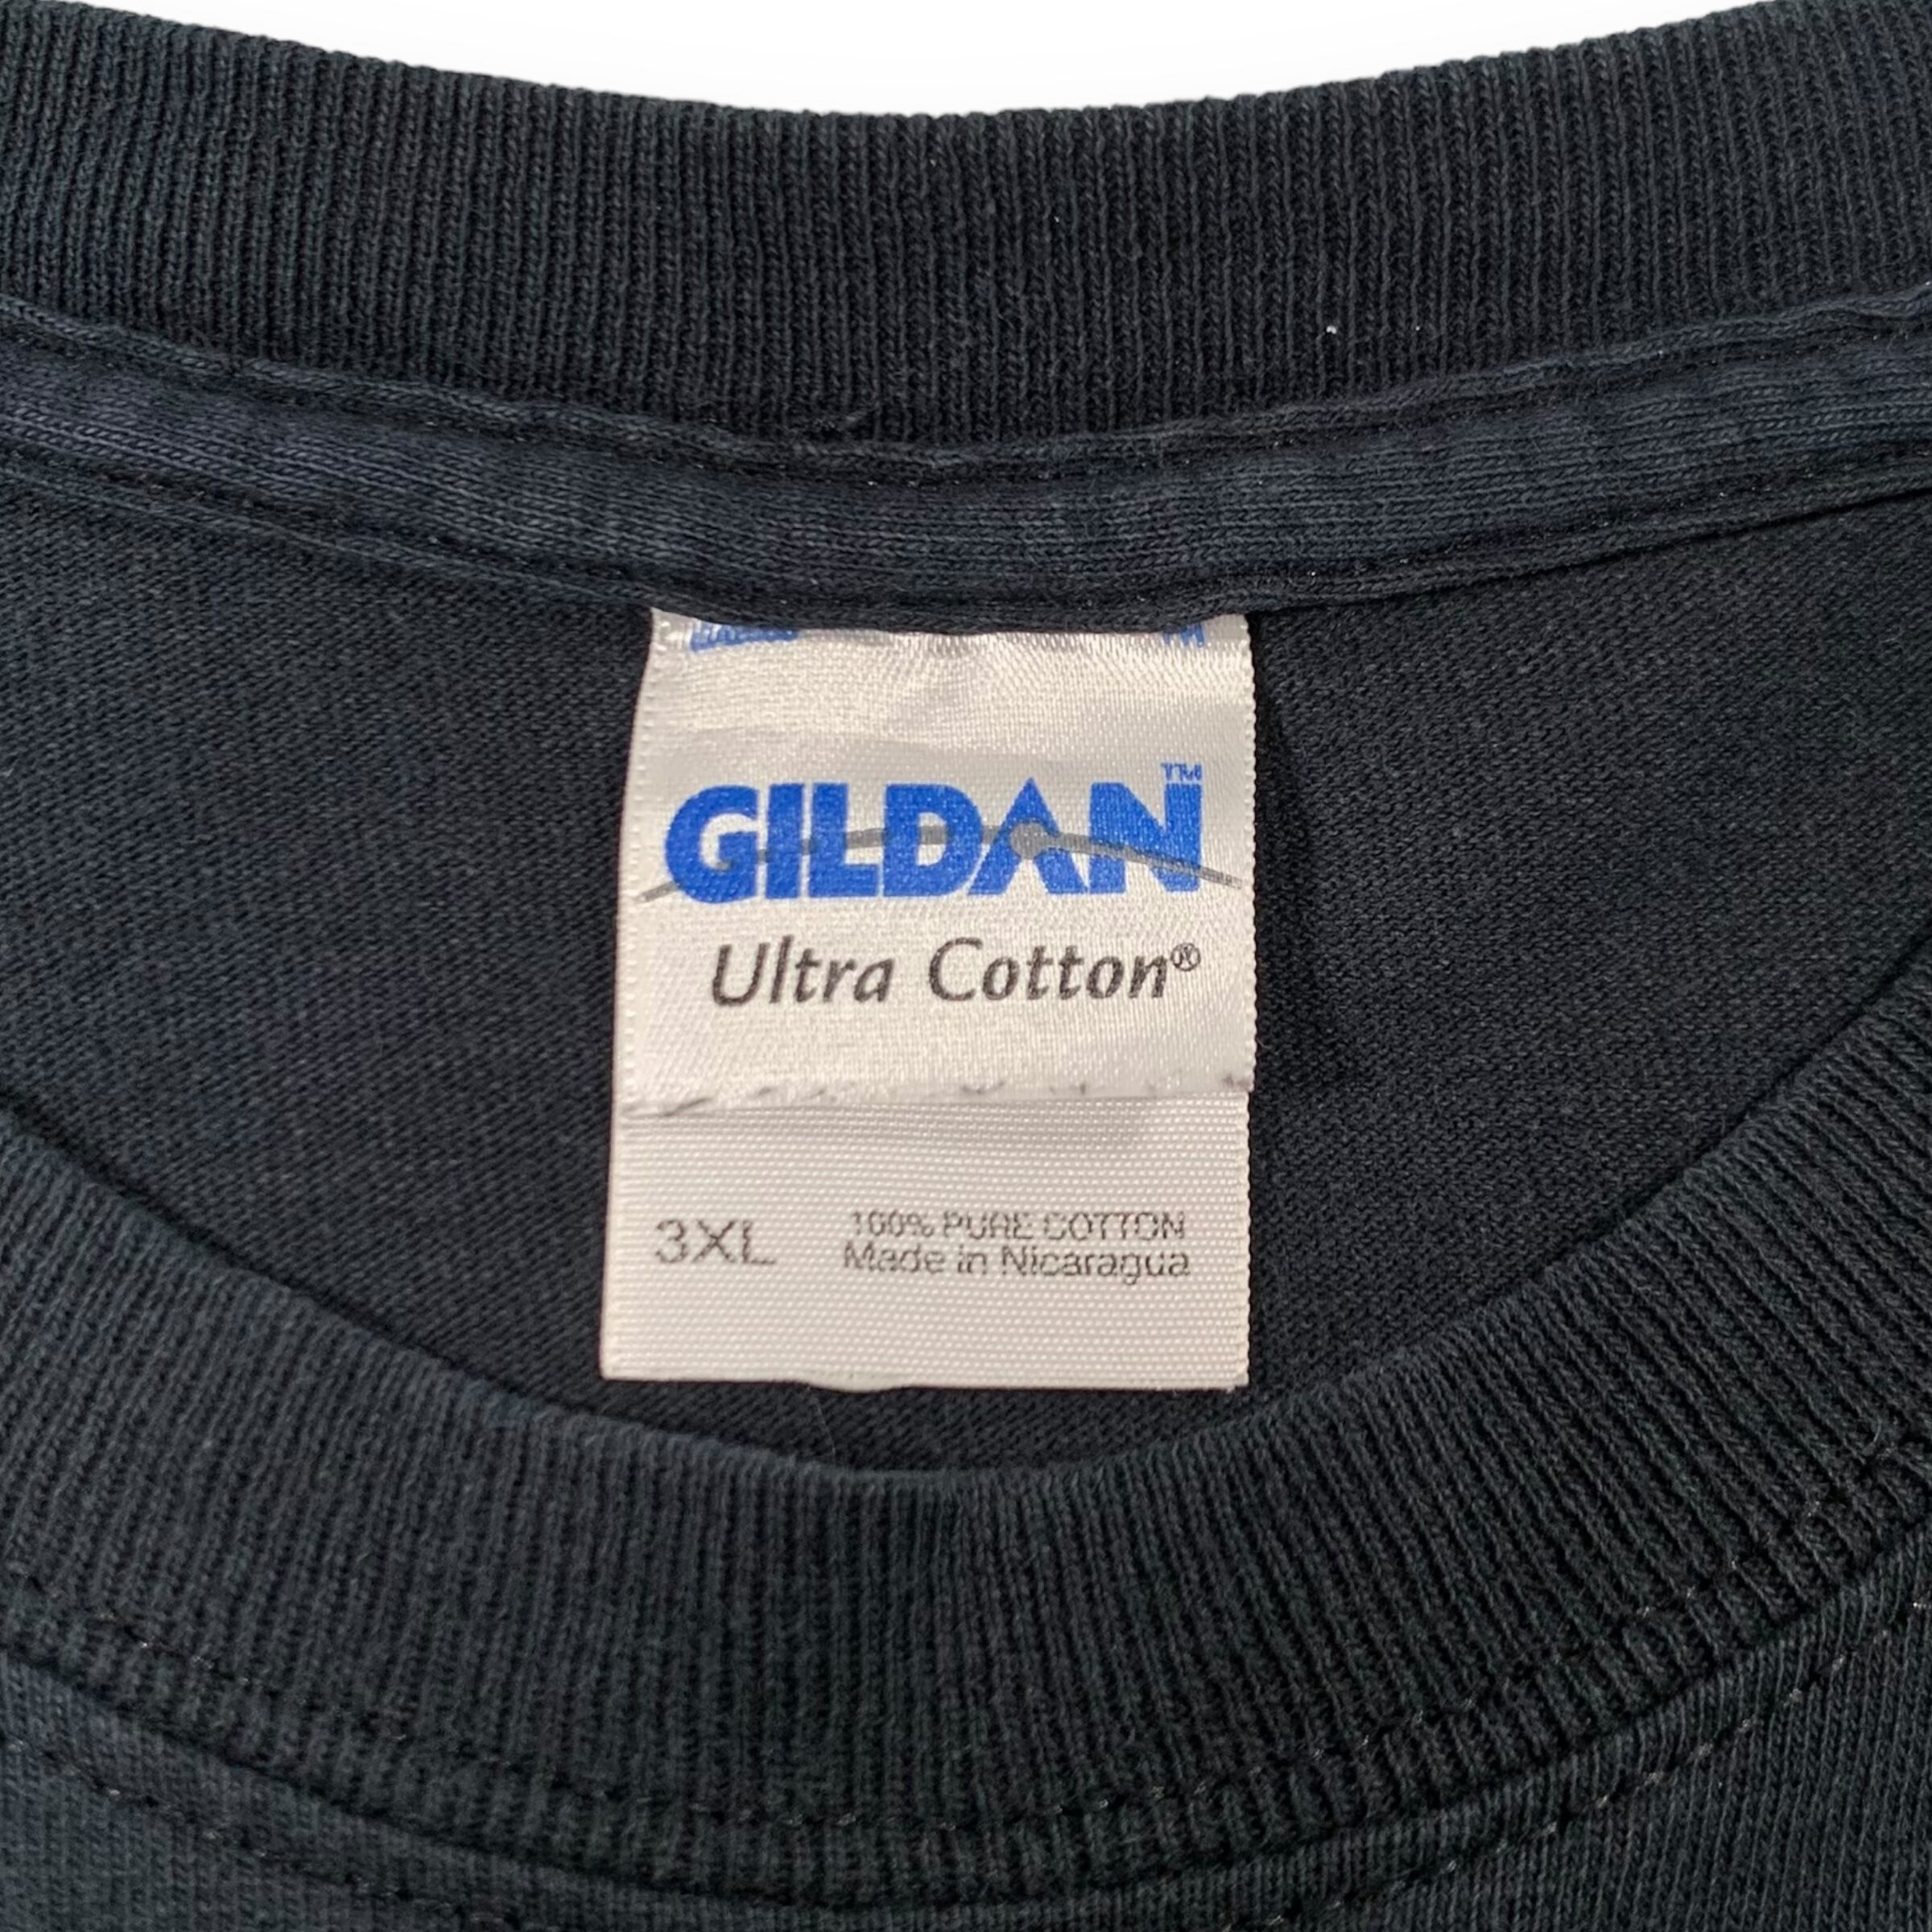 GILDAN™
Ultra Cotton®
3XL
100% PURE COTTON
Made in Nicaragua